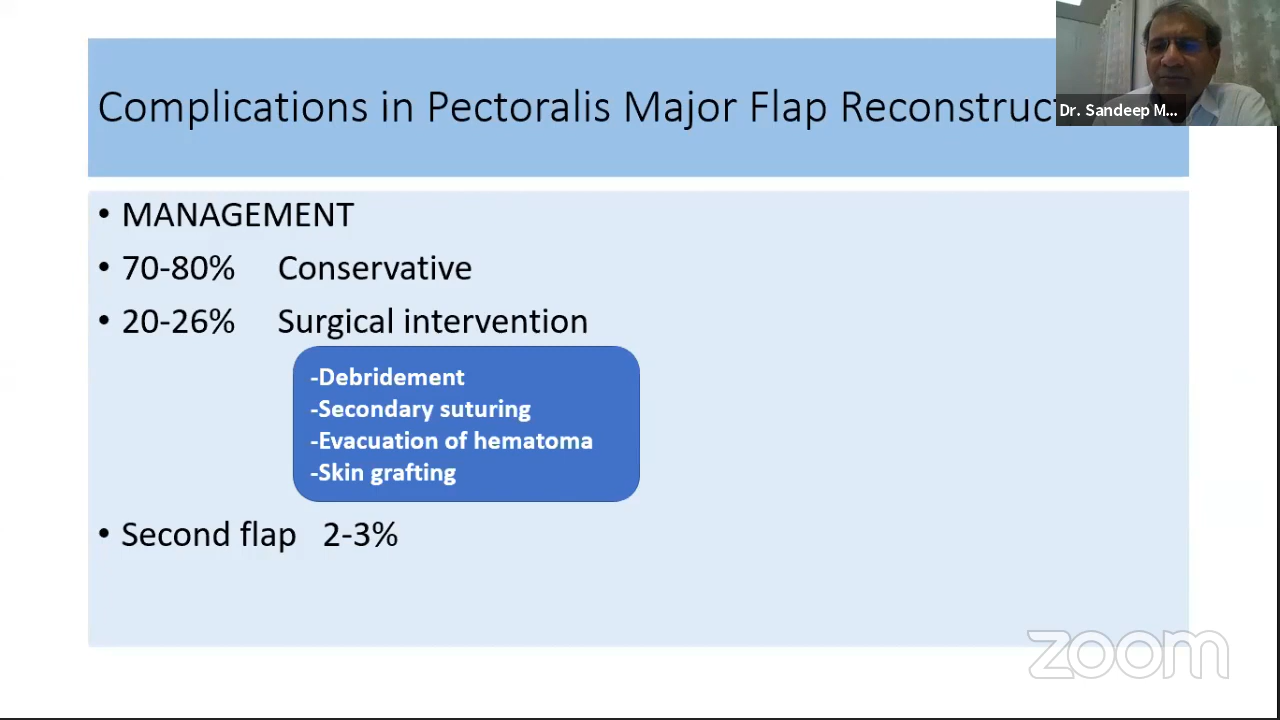 Complications in Pectoralis Major Flap Reconstruct
Dr. Sandeep M...
• MANAGEMENT
• 70-80% Conservative
• 20-26% Surgical intervention
-Debridement
-Secondary suturing
-Evacuation of hematoma
-Skin grafting
• Second flap 2-3%
zoom